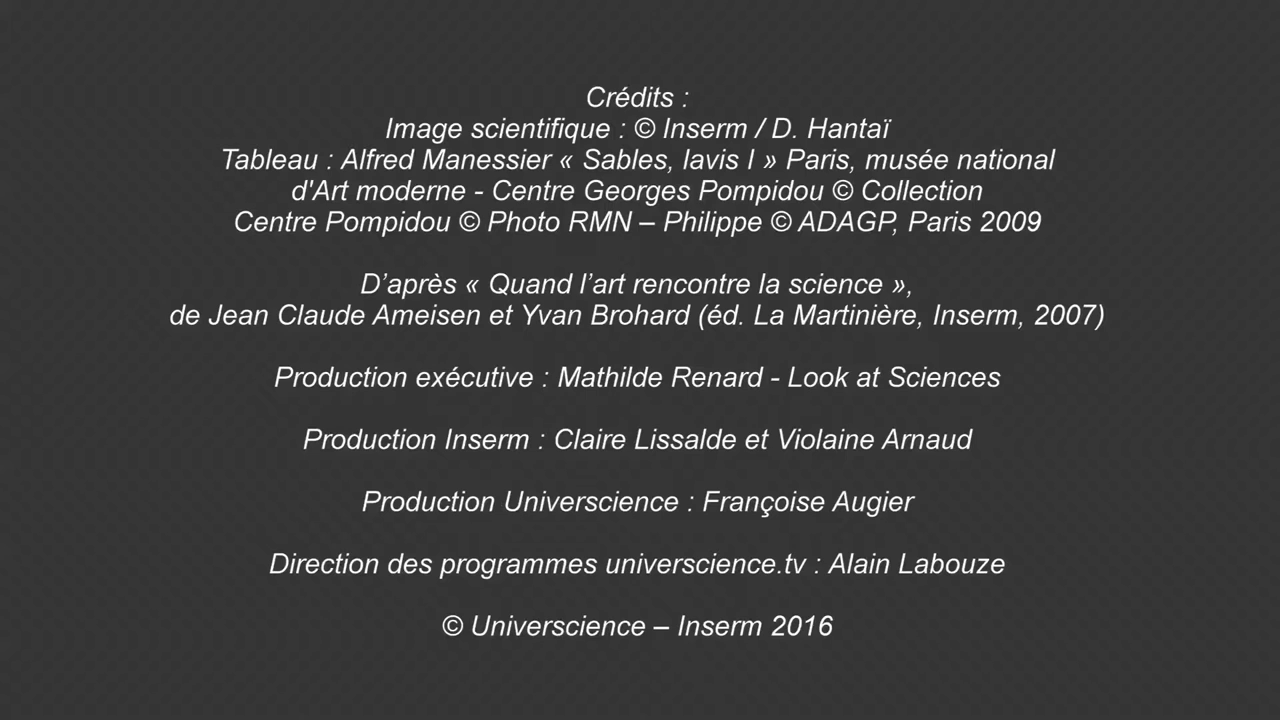 Crédits :
Image scientifique : © Inserm / D. Hantaï
Tableau : Alfred Manessier « Sables, lavis I » Paris, musée national
d'Art moderne - Centre Georges Pompidou © Collection
Centre Pompidou © Photo RMN – Philippe © ADAGP, Paris 2009
D’après « Quand l’art rencontre la science »,
de Jean Claude Ameisen et Yvan Brohard (éd. La Martinière, Inserm, 2007)
Production exécutive : Mathilde Renard - Look at Sciences
Production Inserm : Claire Lissalde et Violaine Arnaud
Production Universcience : Françoise Augier
Direction des programmes universcience.tv : Alain Labouze
© Universcience – Inserm 2016